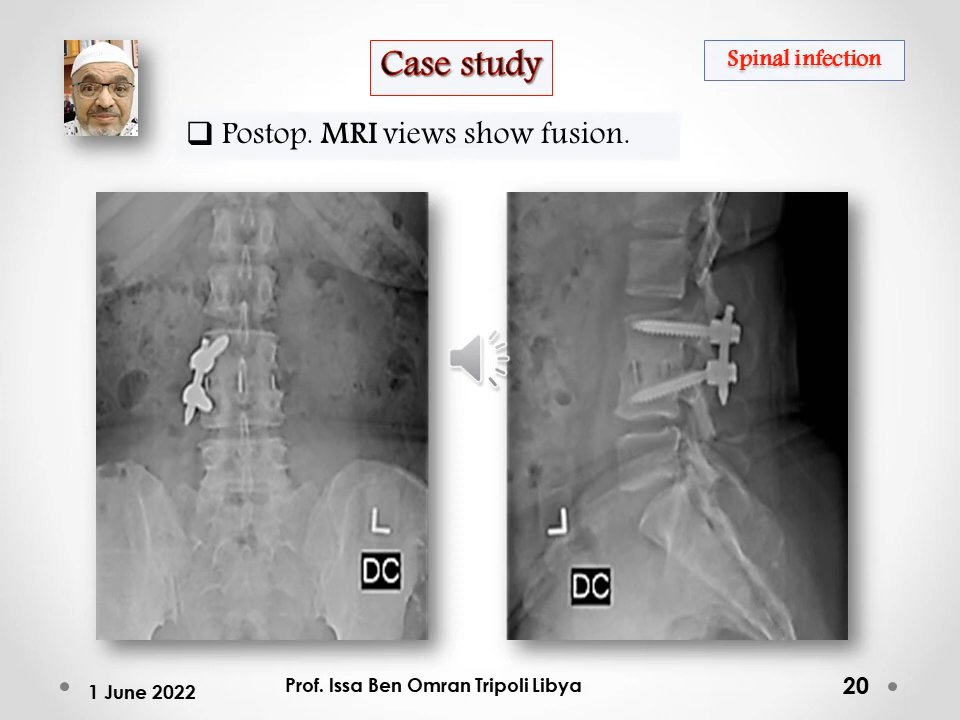 Case study
Spinal infection
Postop. MRI views show fusion.
L
DC
L
DC
1 June 2022
Prof. Issa Ben Omran Tripoli Libya
20